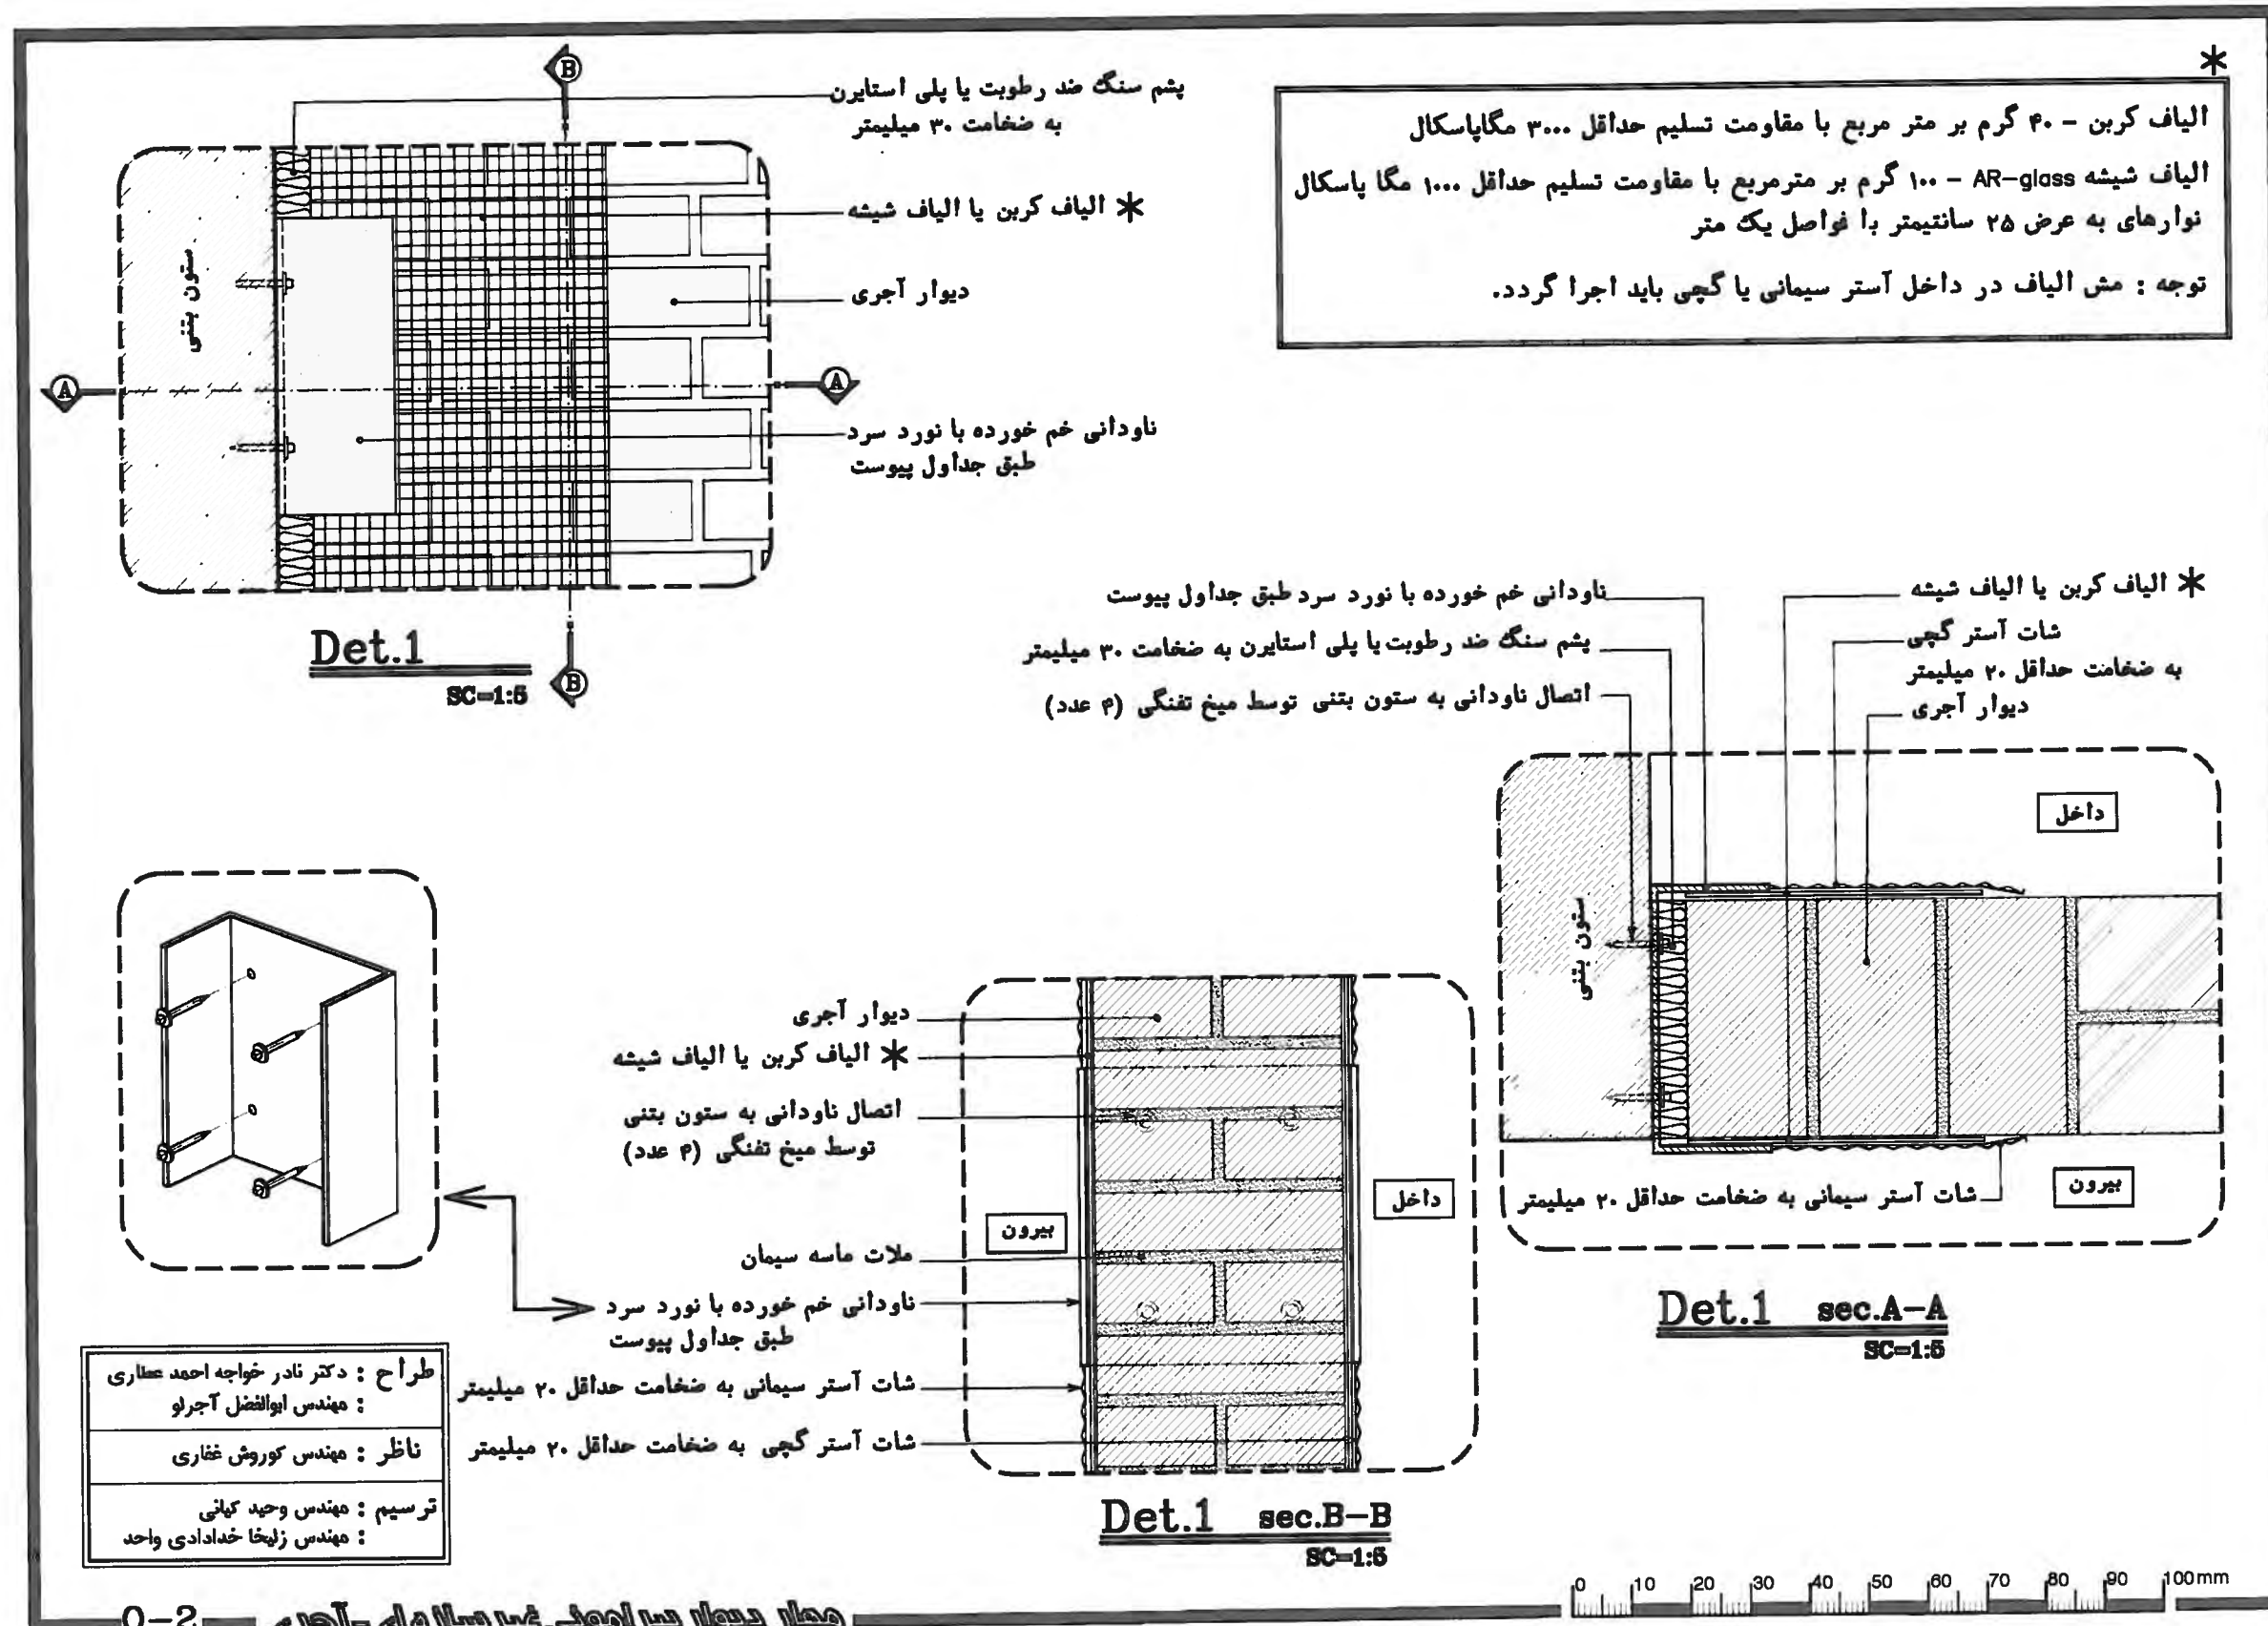 *
الیاف کربن - ۴۰ گرم بر متر مربع با مقاومت تسلیم حداقل ۳۰۰۰ مگاپاسکال
الیاف شیشه AR-glass - ۱۰۰ گرم بر مترمربع با مقاومت تسلیم حداقل ۱۰۰۰ مگا پاسکال
نوارهای به عرض ۲۵ سانتیمتر با فواصل یک متر
توجه : مش الیاف در داخل آستر سیمانی یا گچی باید اجرا گردد.
B
پشم سنگ ضد رطوبت یا پلی استایرن
به ضخامت ۳۰ میلیمتر
* الیاف کربن یا الیاف شیشه
دیوار آجری
ستون بتنی
A
A
ناودانی خم خورده با نورد سرد
طبق جداول پیوست
B
Det.1
SC=1:5
* الیاف کربن یا الیاف شیشه
شات آستر گچی
به ضخامت حداقل ۲۰ میلیمتر
دیوار آجری
ناودانی خم خورده با نورد سرد طبق جداول پیوست
پشم سنگ ضد رطوبت یا پلی استایرن به ضخامت ۳۰ میلیمتر
اتصال ناودانی به ستون بتنی توسط میخ تفنگی (۴ عدد)
داخل
ستون بتنی
بیرون
شات آستر سیمانی به ضخامت حداقل ۲۰ میلیمتر
Det.1 sec.A-A
SC=1:5
دیوار آجری
* الیاف کربن یا الیاف شیشه
اتصال ناودانی به ستون بتنی
توسط میخ تفنگی (۴ عدد)
داخل
بیرون
ملات ماسه سیمان
ناودانی خم خورده با نورد سرد
طبق جداول پیوست
شات آستر سیمانی به ضخامت حداقل ۲۰ میلیمتر
شات آستر گچی به ضخامت حداقل ۲۰ میلیمتر
Det.1 sec.B-B
SC=1:5
طراح : دکتر نادر خواجه احمد عطاری
: مهندس ابوالفضل آجرلو
ناظر : مهندس کوروش غفاری
ترسیم : مهندس وحید کیانی
: مهندس زلیخا خدادادی واحد
0 10 20 30 40 50 60 70 80 90 100mm
0-2